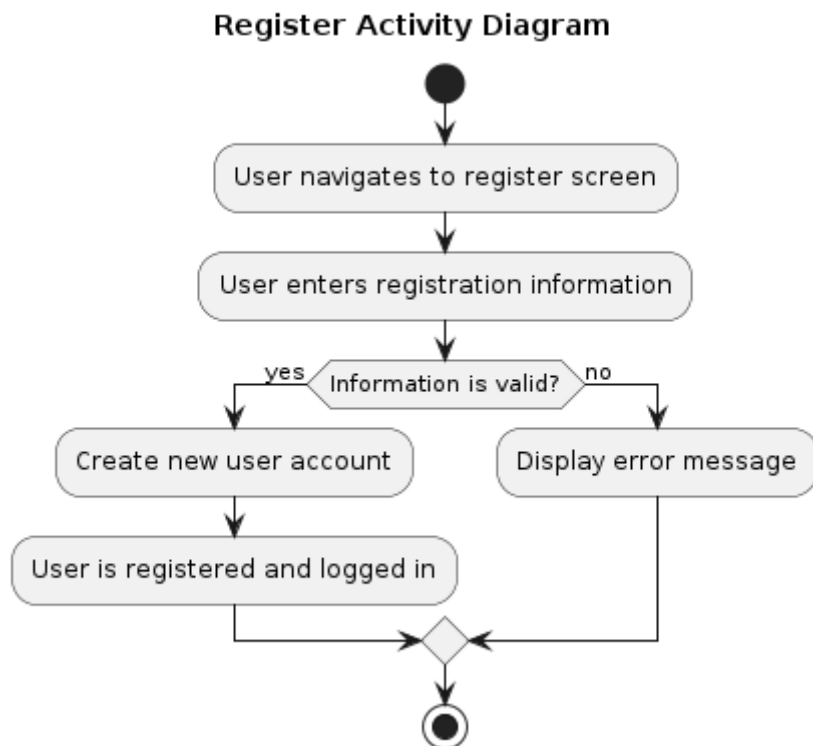 Register Activity Diagram
User navigates to register screen
User enters registration information
yes
Information is valid?
no
Create new user account
Display error message
User is registered and logged in